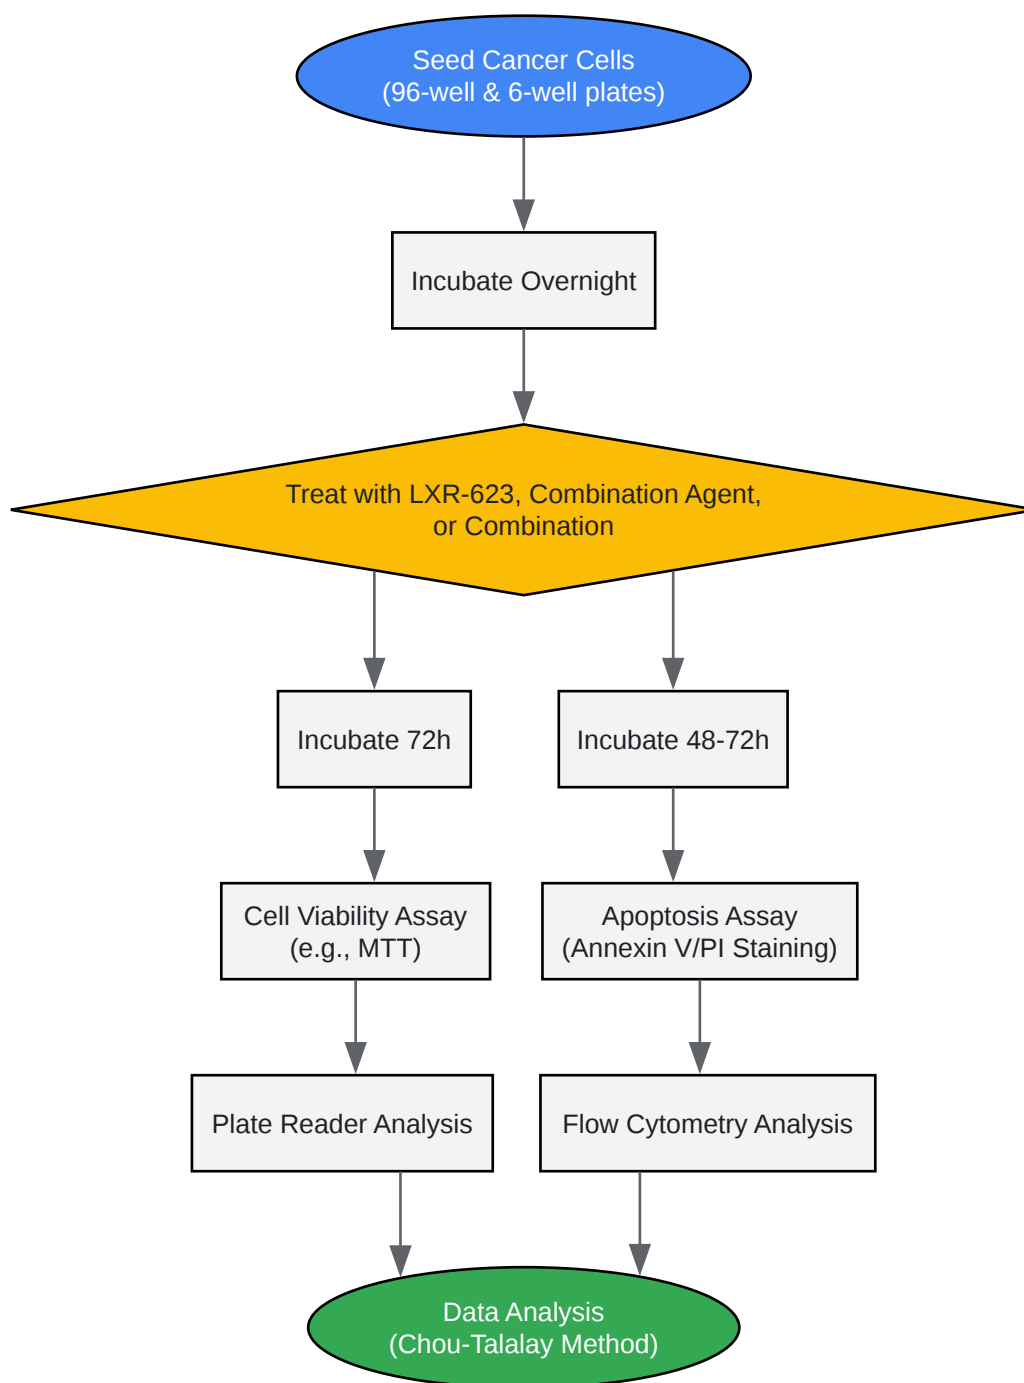 Seed Cancer Cells
(96-well & 6-well plates)
Incubate Overnight
Treat with LXR-623, Combination Agent,
or Combination
Incubate 72h
Incubate 48-72h
Cell Viability Assay
(e.g., MTT)
Apoptosis Assay
(Annexin V/PI Staining)
Plate Reader Analysis
Flow Cytometry Analysis
Data Analysis
(Chou-Talalay Method)